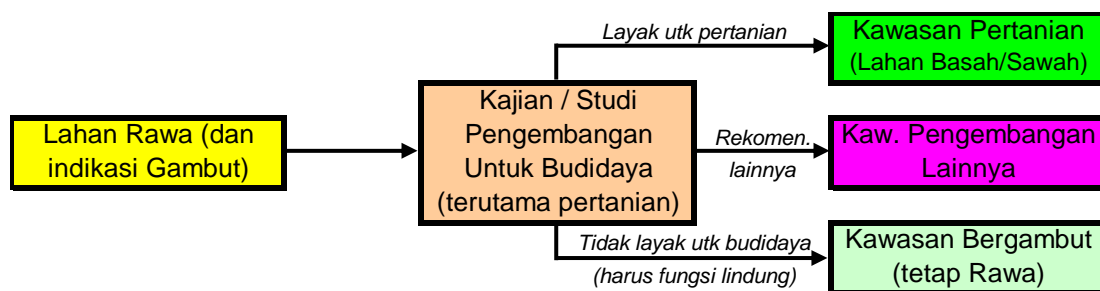 Lahan Rawa (dan
indikasi Gambut)
Kajian / Studi
Pengembangan
Untuk Budidaya
(terutama pertanian)
Layak utk pertanian
Kawasan Pertanian
(Lahan Basah/Sawah)
Rekomen.
lainnya
Kaw. Pengembangan
Lainnya
Tidak layak utk budidaya
(harus fungsi lindung)
Kawasan Bergambut
(tetap Rawa)